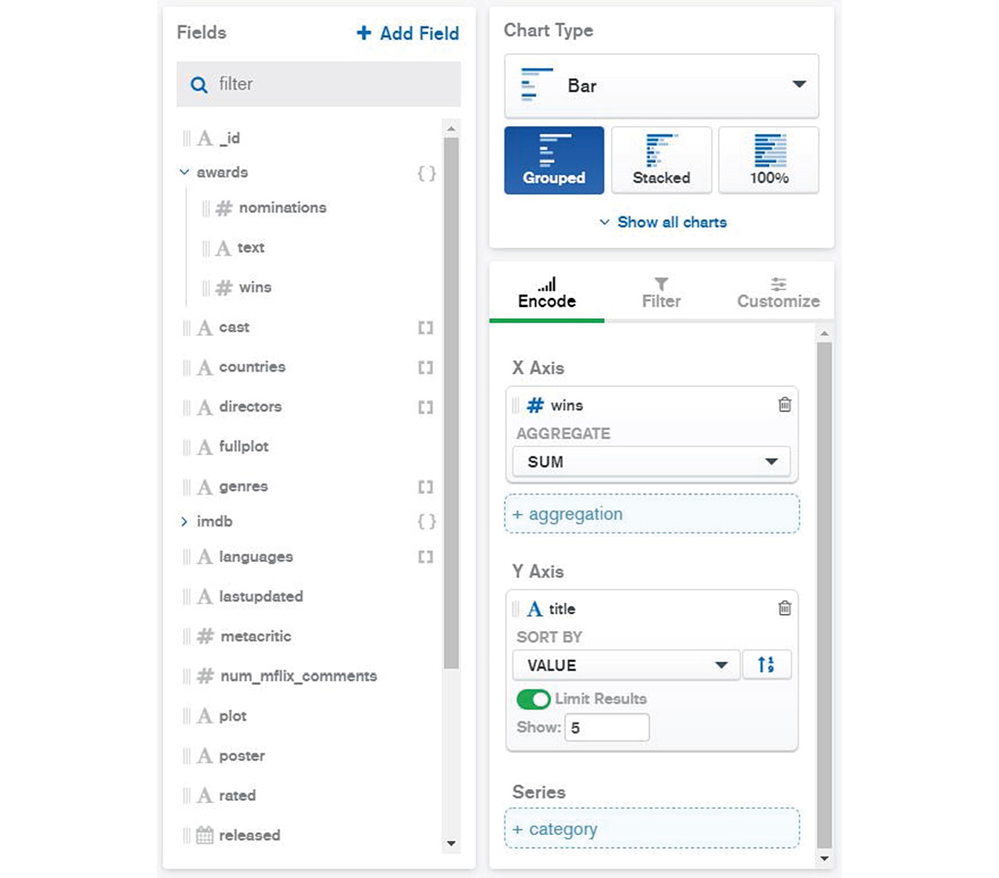 Fields
+ Add Field
filter
_id
awards
{ }
nominations
text
wins
cast
[ ]
countries
[ ]
directors
[ ]
fullplot
genres
[ ]
imdb
{ }
languages
[ ]
lastupdated
metacritic
num_mflix_comments
plot
poster
rated
released
Chart Type
Bar
Grouped
Stacked
100%
Show all charts
Encode
Filter
Customize
X Axis
# wins
AGGREGATE
SUM
+ aggregation
Y Axis
A title
SORT BY
VALUE
Limit Results
Show: 5
Series
+ category